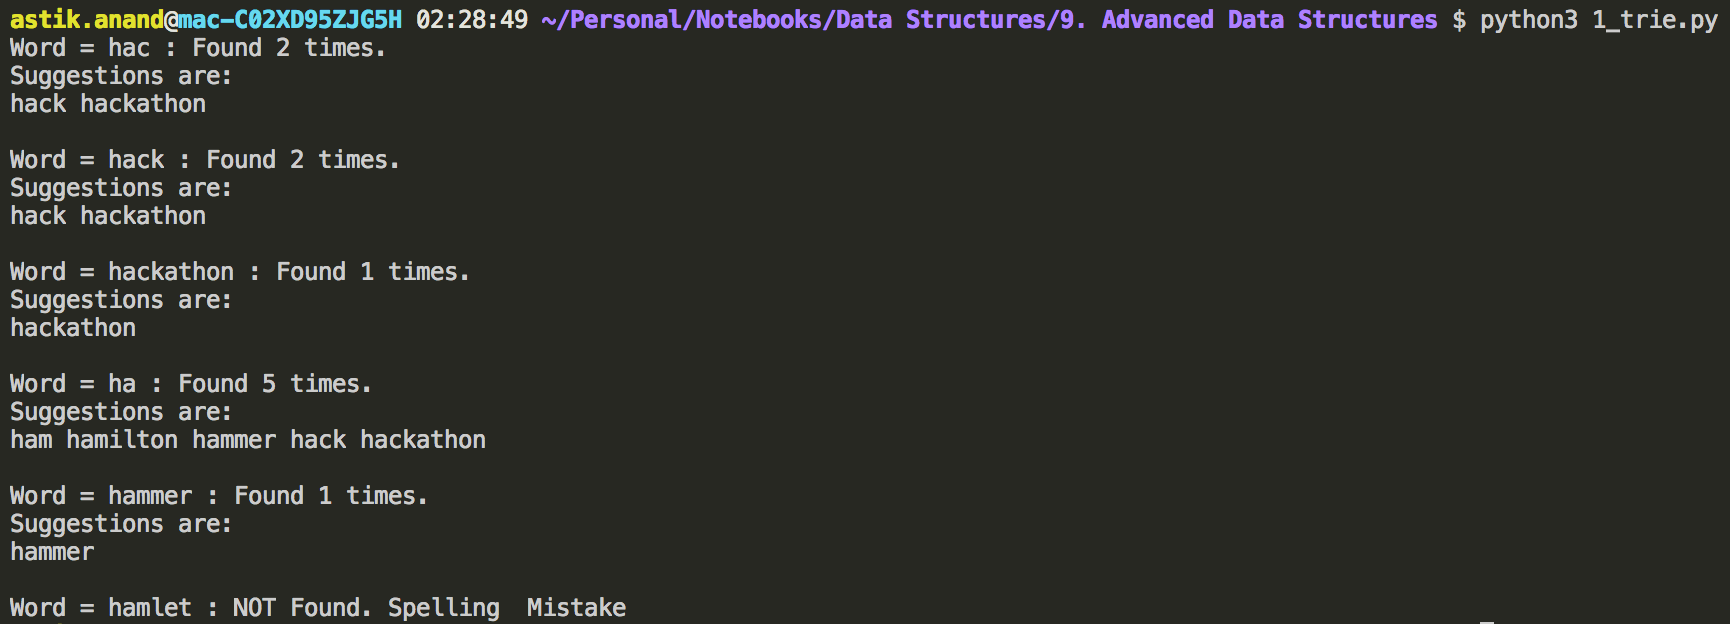 astik.anand@mac-C02XD95ZJG5H 02:28:49 ~/Personal/Notebooks/Data Structures/9. Advanced Data Structures $ python3 1_trie.py
Word = hac : Found 2 times.
Suggestions are:
hack hackathon
Word = hack : Found 2 times.
Suggestions are:
hack hackathon
Word = hackathon : Found 1 times.
Suggestions are:
hackathon
Word = ha : Found 5 times.
Suggestions are:
ham hamilton hammer hack hackathon
Word = hammer : Found 1 times.
Suggestions are:
hammer
Word = hamlet : NOT Found. Spelling  Mistake